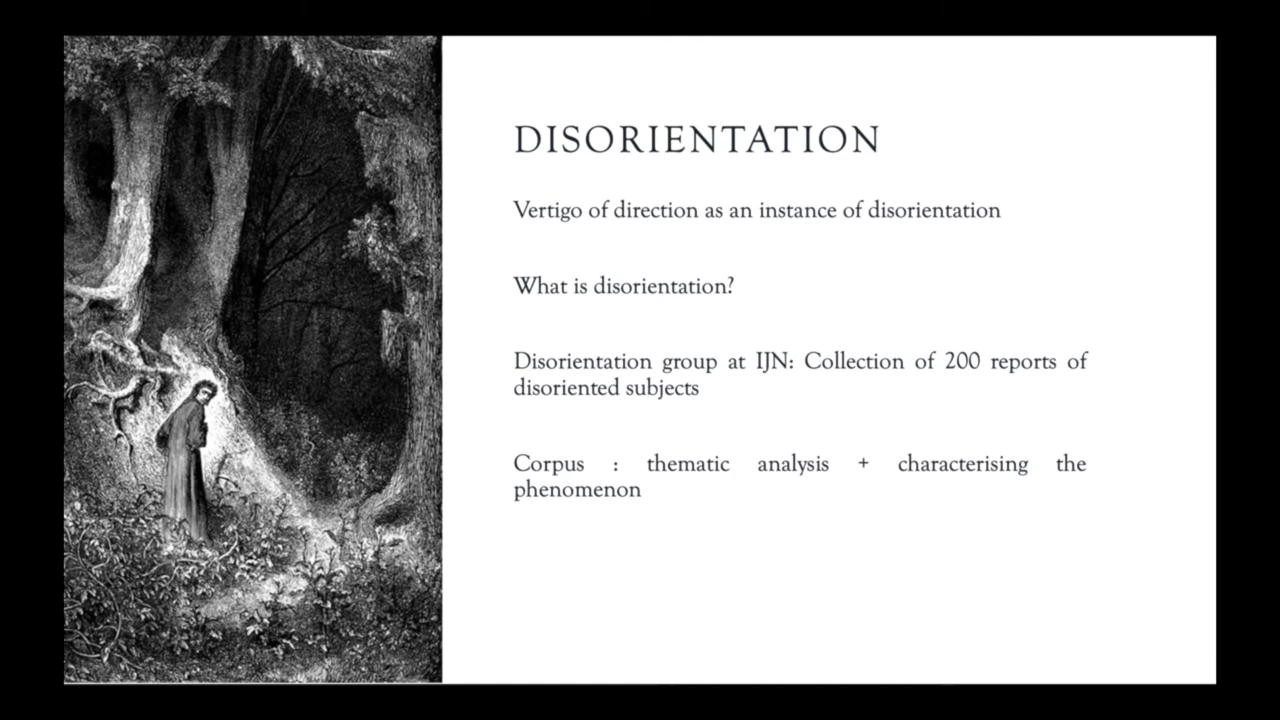 DISORIENTATION
Vertigo of direction as an instance of disorientation
What is disorientation?
Disorientation group at IJN: Collection of 200 reports of
disoriented subjects
Corpus : thematic analysis + characterising the
phenomenon